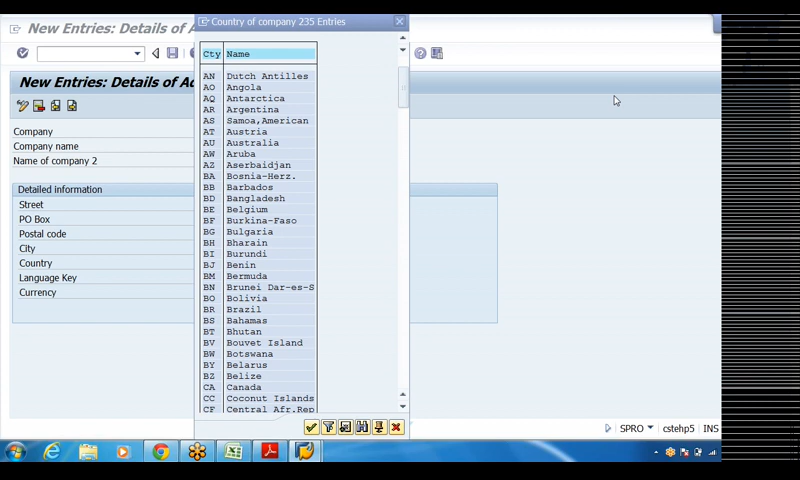 New Entries: Details of A
Country of company 235 Entries
New Entries: Details of Ad
Company
Company name
Name of company 2
Detailed information
Street
PO Box
Postal code
City
Country
Language Key
Currency
Cty Name
AN Dutch Antilles
AO Angola
AQ Antarctica
AR Argentina
AS Samoa,American
AT Austria
AU Australia
AW Aruba
AZ Aserbaidjan
BA Bosnia-Herz.
BB Barbados
BD Bangladesh
BE Belgium
BF Burkina-Faso
BG Bulgaria
BH Bharain
BI Burundi
BJ Benin
BM Bermuda
BN Brunei Dar-es-S
BO Bolivia
BR Brazil
BS Bahamas
BT Bhutan
BV Bouvet Island
BW Botswana
BY Belarus
BZ Belize
CA Canada
CC Coconut Islands
CF Central Afr.Rep
SPRO cstehp5 INS